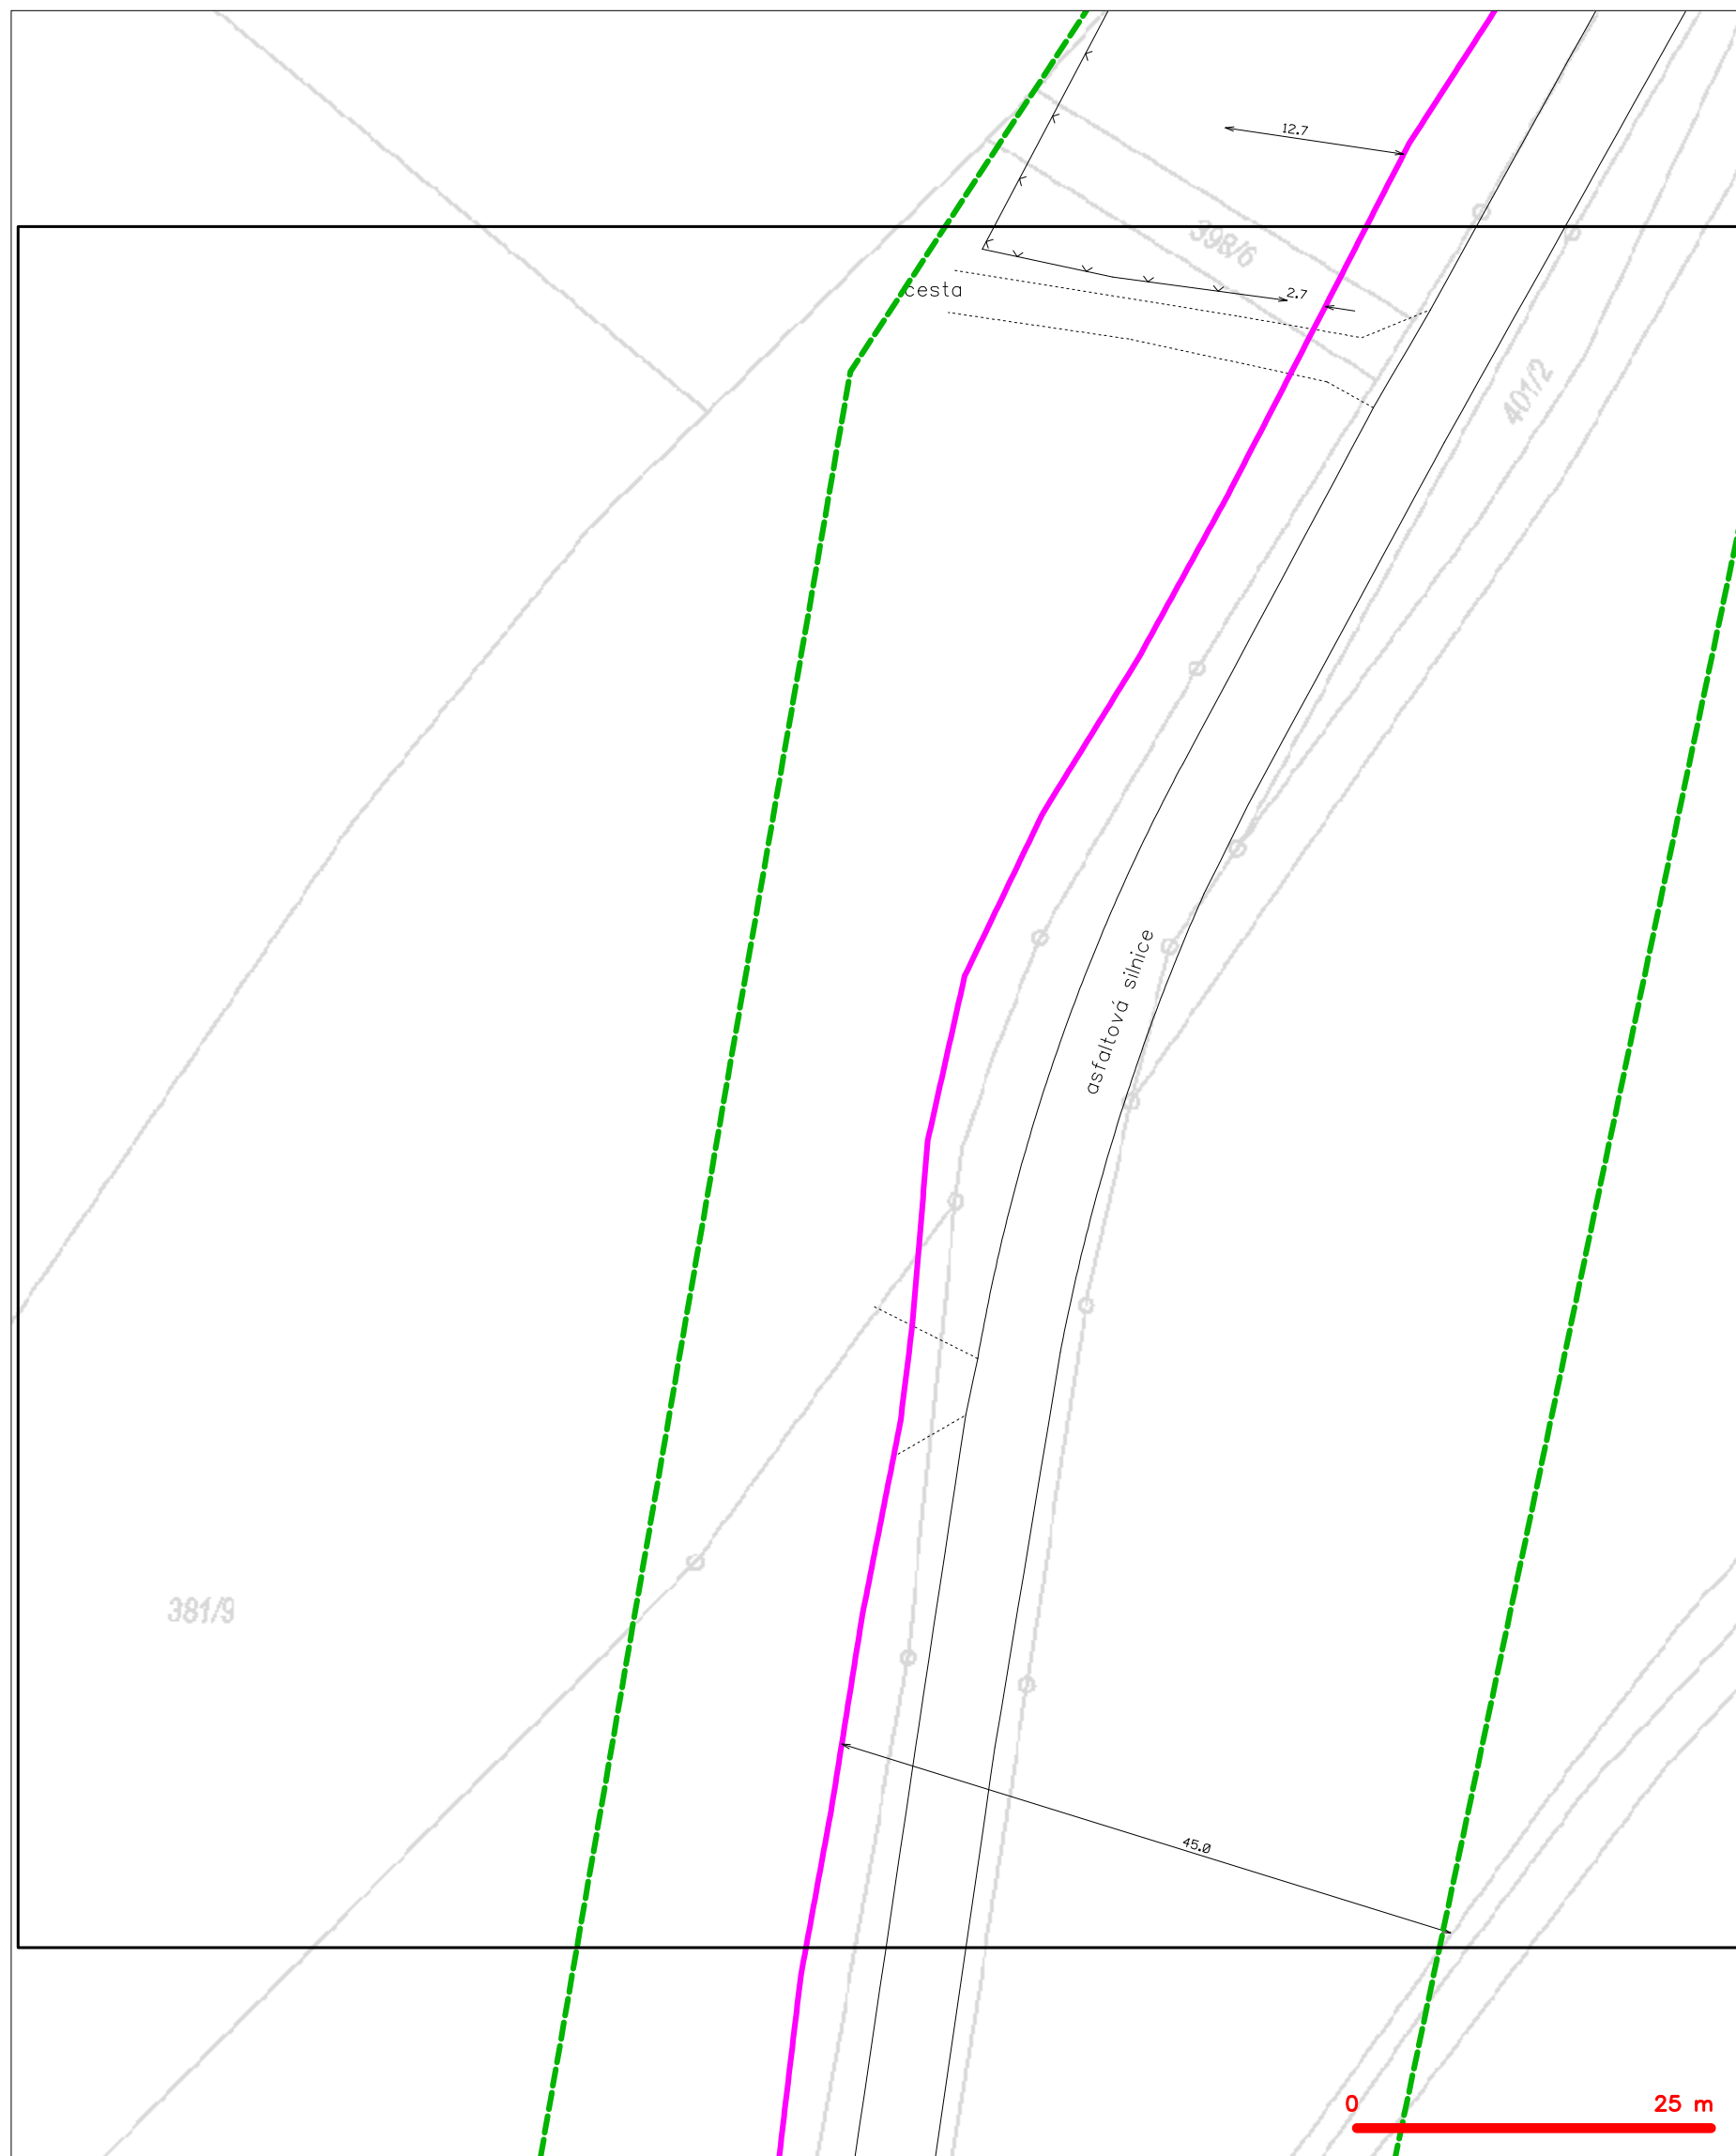 12.7
398/6
2.7
cesta
401/2
asfaltová silnice
381/9
45.0
0 25 m